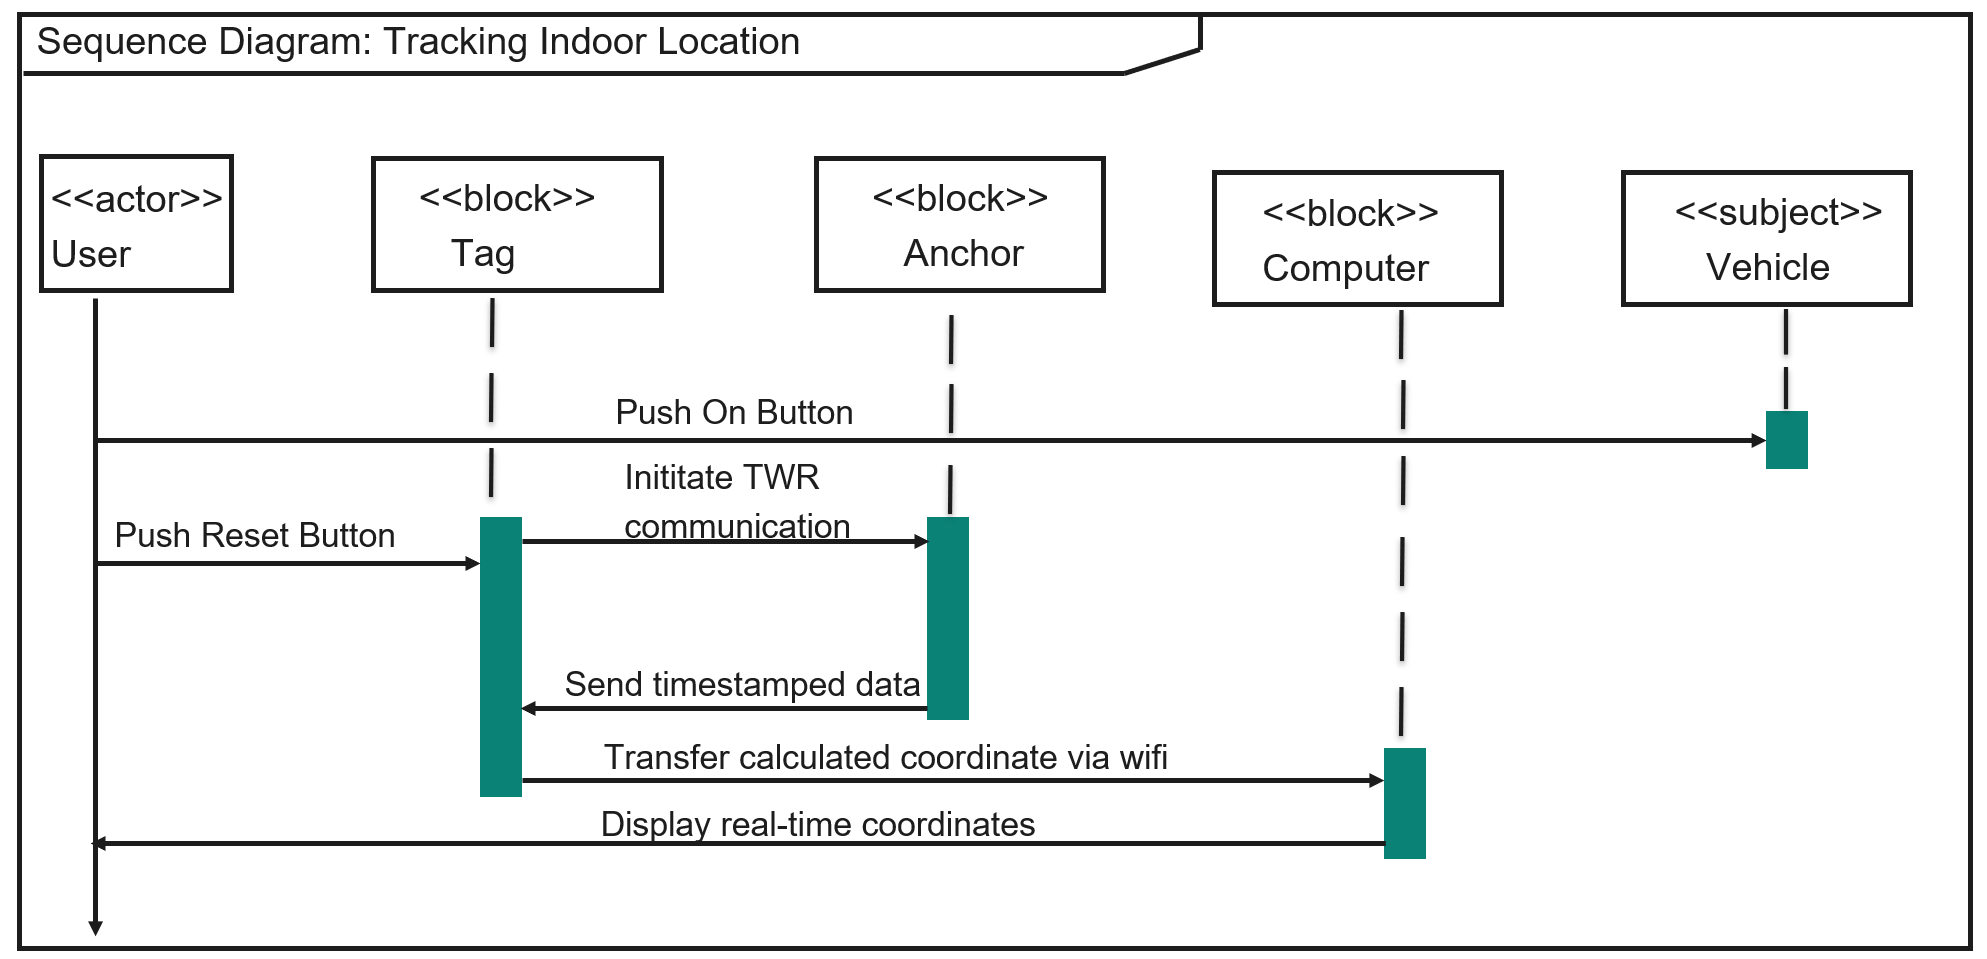 Sequence Diagram: Tracking Indoor Location
<<actor>>
User
<<block>>
Tag
<<block>>
Anchor
<<block>>
Computer
<<subject>>
Vehicle
Push On Button
Inititate TWR
communication
Push Reset Button
Send timestamped data
Transfer calculated coordinate via wifi
Display real-time coordinates